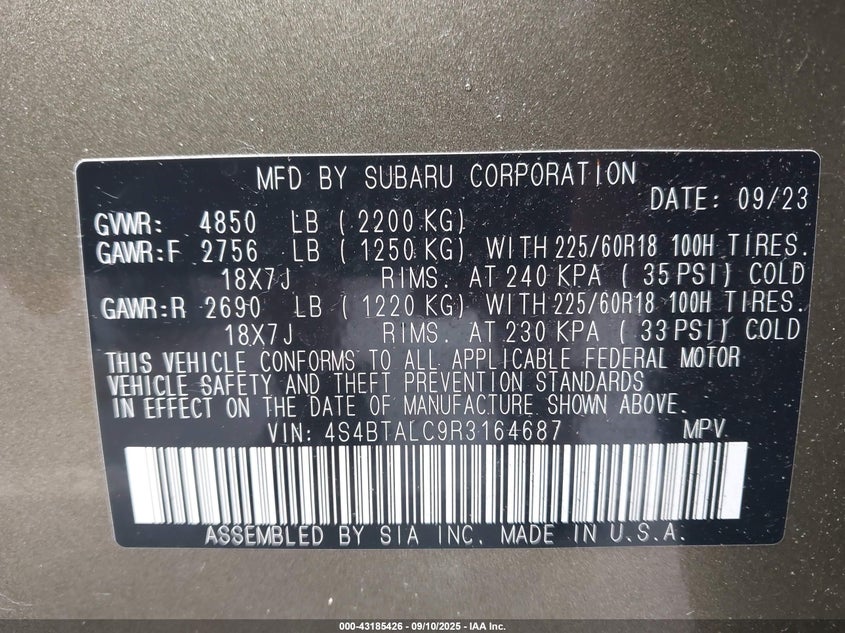 MFD BY SUBARU CORPORATION
DATE: 09/23
GVWR: 4850 LB ( 2200 KG)
GAWR:F 2756 LB ( 1250 KG) WITH 225/60R18 100H TIRES.
18X7J RIMS. AT 240 KPA ( 35 PSI) COLD
GAWR:R 2690 LB ( 1220 KG) WITH 225/60R18 100H TIRES.
18X7J RIMS. AT 230 KPA ( 33 PSI) COLD
THIS VEHICLE CONFORMS TO ALL APPLICABLE FEDERAL MOTOR
VEHICLE SAFETY AND THEFT PREVENTION STANDARDS
IN EFFECT ON THE DATE OF MANUFACTURE SHOWN ABOVE.
VIN: 4S4BTALC9R3164687 MPV
ASSEMBLED BY SIA INC. MADE IN U.S.A.
000-43185426 - 09/10/2025 - IAA Inc.